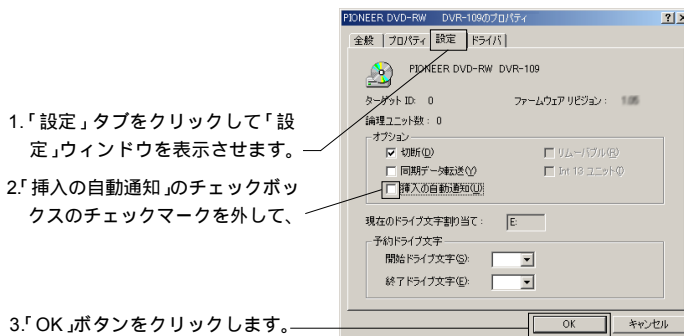 PIONEER DVD-RW DVR-109のプロパティ
全般 プロパティ 設定 ドライバ
PIONEER DVD-RW DVR-109
ターゲット ID: 0 ファームウェア リビジョン:
論理ユニット数: 0
オプション
切断(D) リムーバブル(R)
同期データ転送(Y) Int 13 ユニット(I)
挿入の自動通知(U)
現在のドライブ文字割り当て: E:
予約ドライブ文字
開始ドライブ文字(S):
終了ドライブ文字(E):
OK キャンセル
1.「設定」タブをクリックして「設
定」ウィンドウを表示させます。
2.「挿入の自動通知」のチェックボッ
クスのチェックマークを外して、
3.「OK」ボタンをクリックします。